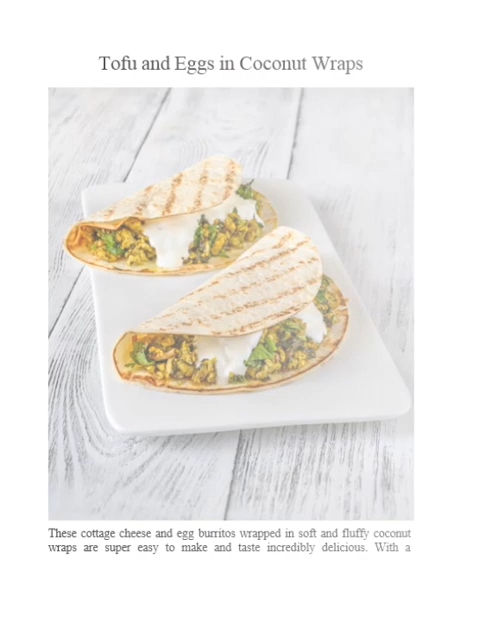 Tofu and Eggs in Coconut Wraps
These cottage cheese and egg burritos wrapped in soft and fluffy coconut
wraps are super easy to make and taste incredibly delicious. With a